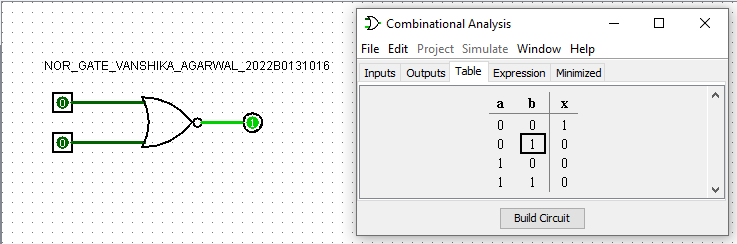 NOR_GATE_VANSHIKA_AGARWAL_2022B0131016
0
0
1
Combinational Analysis
File Edit Project Simulate Window Help
Inputs Outputs Table Expression Minimized
a b x
0 0 1
0 1 0
1 0 0
1 1 0
Build Circuit